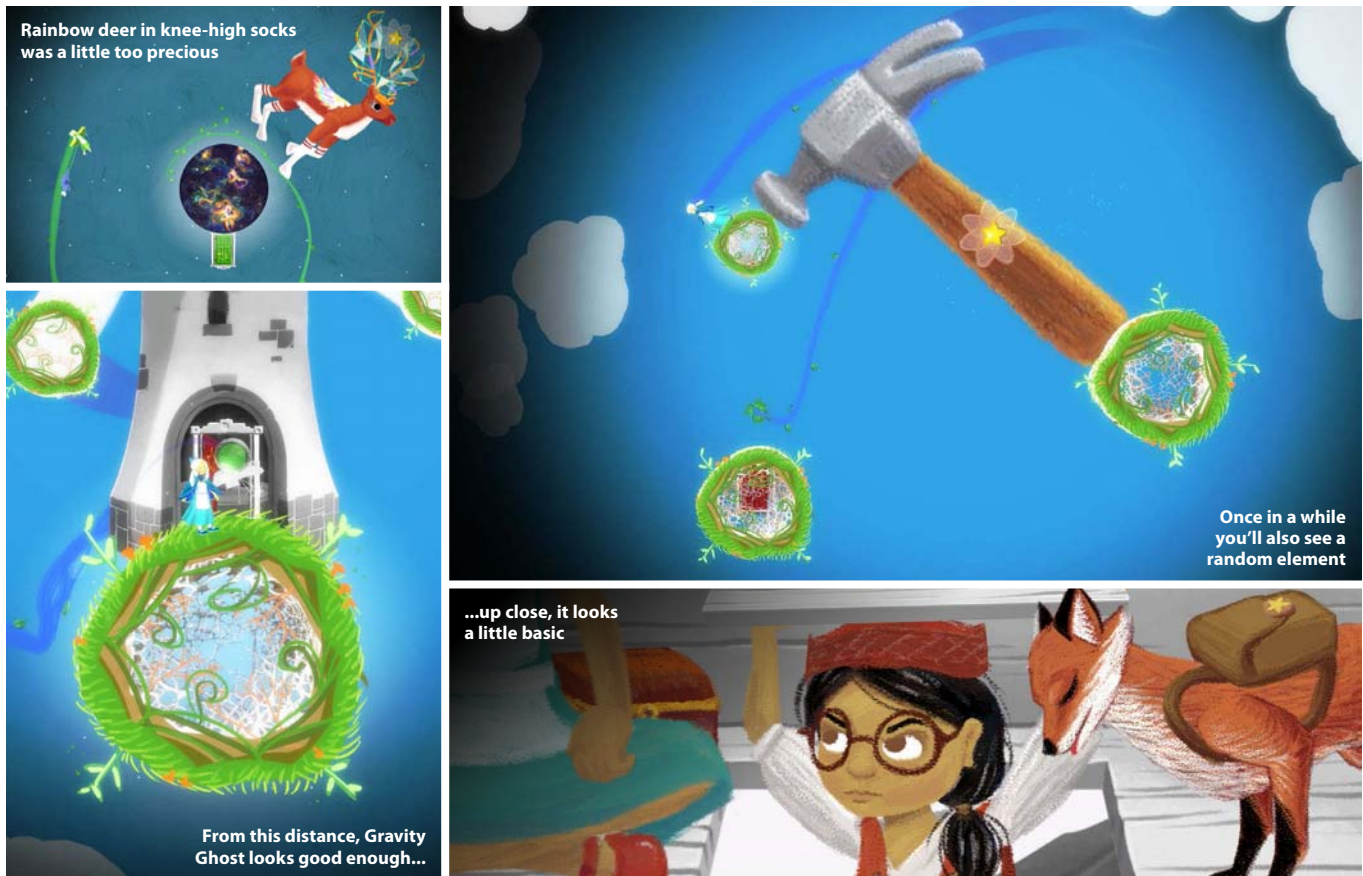 Rainbow deer in knee-high socks
was a little too precious
From this distance, Gravity
Ghost looks good enough...
Once in a while
you'll also see a
random element
...up close, it looks
a little basic